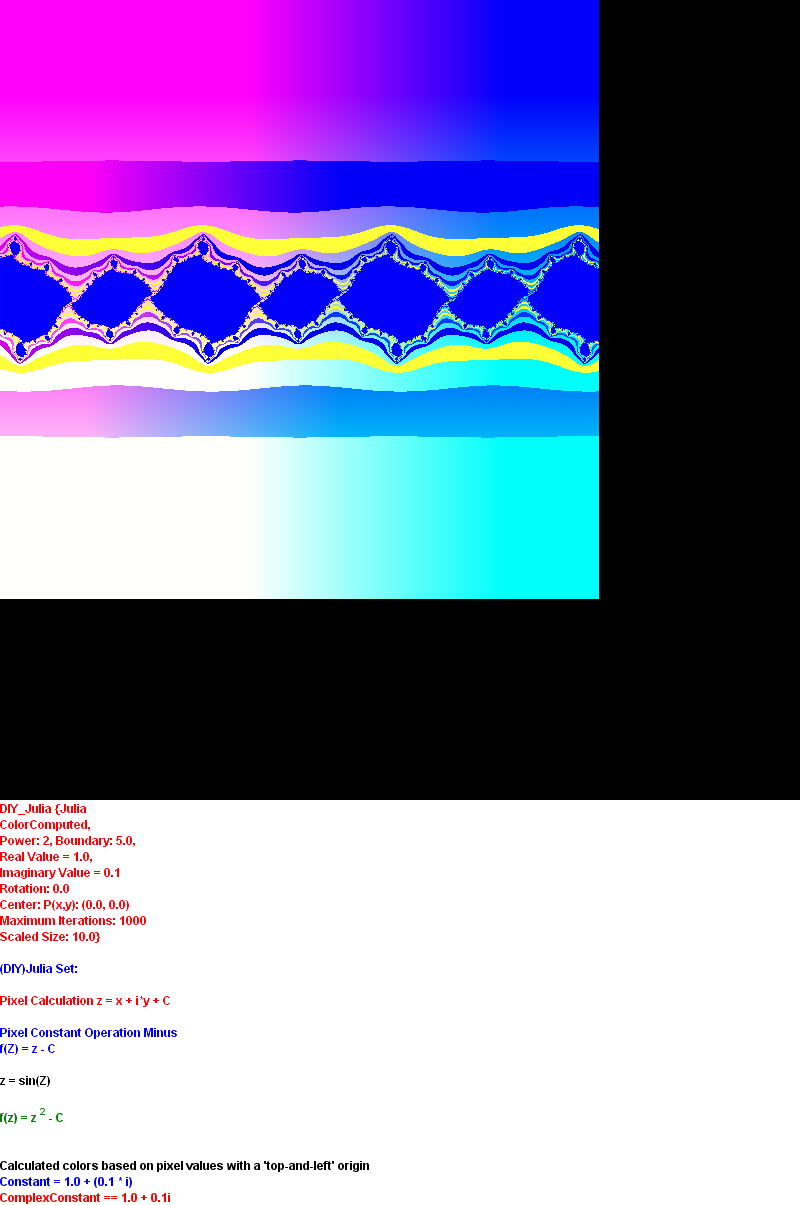 DIY_Julia {Julia
ColorComputed,
Power: 2, Boundary: 5.0,
Real Value = 1.0,
Imaginary Value = 0.1
Rotation: 0.0
Center: P(x,y): (0.0, 0.0)
Maximum Iterations: 1000
Scaled Size: 10.0}
(DIY)Julia Set:
Pixel Calculation z = x + i*y + C
Pixel Constant Operation Minus
f(Z) = z - C
z = sin(Z)
f(z) = z 2 - C
Calculated colors based on pixel values with a 'top-and-left' origin
Constant = 1.0 + (0.1 * i)
ComplexConstant == 1.0 + 0.1i